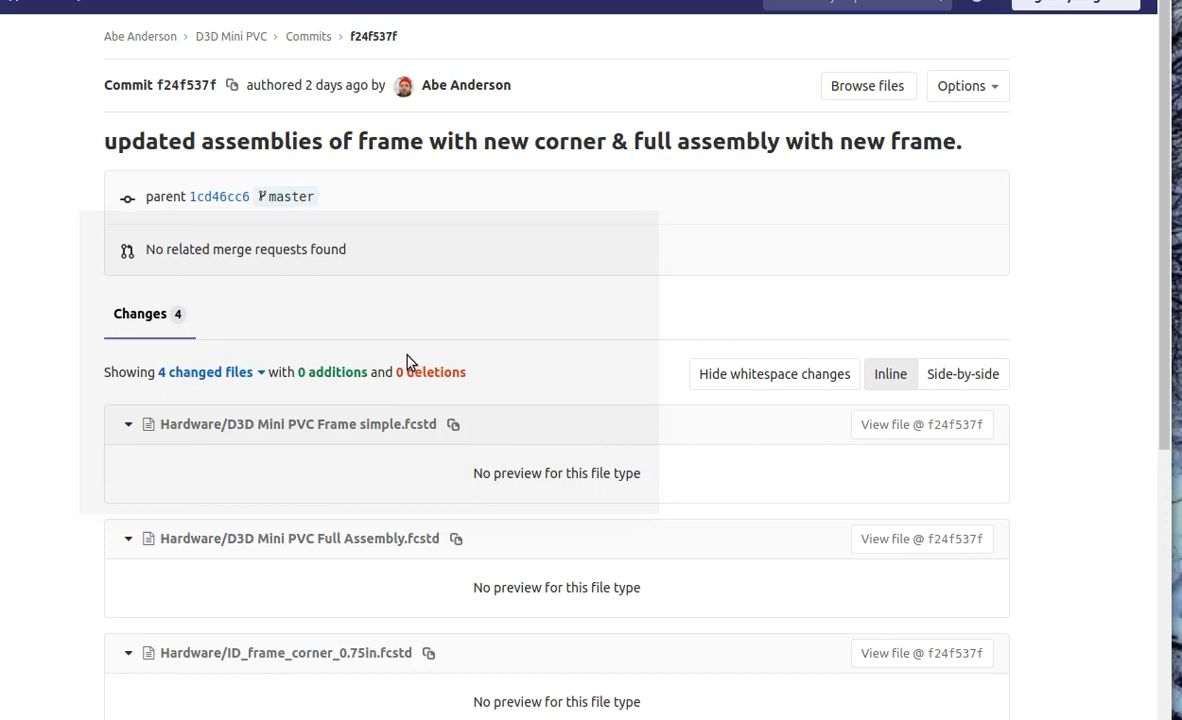 Abe Anderson › D3D Mini PVC › Commits › f24f537f
Commit f24f537f authored 2 days ago by Abe Anderson
Browse files
Options
updated assemblies of frame with new corner & full assembly with new frame.
parent 1cd46cc6 master
No related merge requests found
Changes 4
Showing 4 changed files with 0 additions and 0 deletions
Hide whitespace changes
Inline
Side-by-side
Hardware/D3D Mini PVC Frame simple.fcstd
View file @ f24f537f
No preview for this file type
Hardware/D3D Mini PVC Full Assembly.fcstd
View file @ f24f537f
No preview for this file type
Hardware/ID_frame_corner_0.75in.fcstd
View file @ f24f537f
No preview for this file type